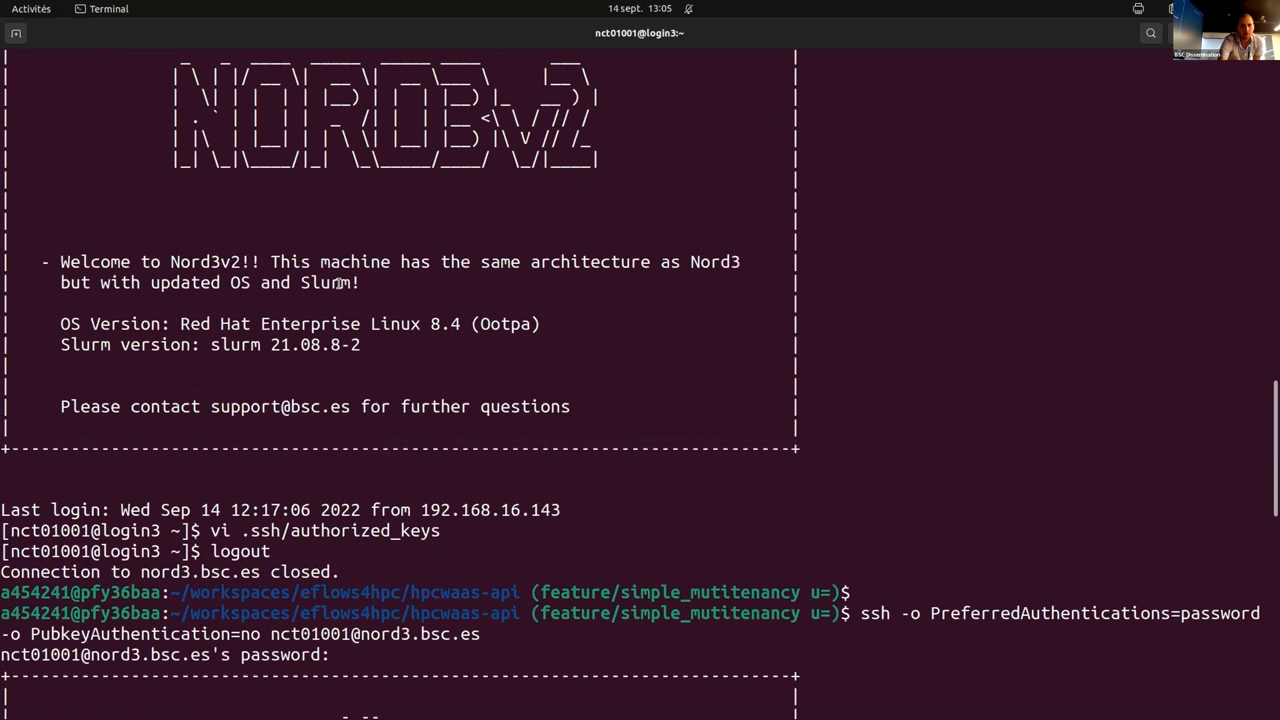 Activités
Terminal
14 sept. 13:05
nct01001@login3:~
BSC Dissemination
NORD3v2
- Welcome to Nord3v2!! This machine has the same architecture as Nord3
but with updated OS and Slurm!
OS Version: Red Hat Enterprise Linux 8.4 (Ootpa)
Slurm version: slurm 21.08.8-2
Please contact support@bsc.es for further questions
+------------------------------------------------------------------------------+
Last login: Wed Sep 14 12:17:06 2022 from 192.168.16.143
[nct01001@login3 ~]$ vi .ssh/authorized_keys
[nct01001@login3 ~]$ logout
Connection to nord3.bsc.es closed.
a454241@pfy36baa:~/workspaces/eflows4hpc/hpcwaas-api (feature/simple_mutitenancy u=)$
a454241@pfy36baa:~/workspaces/eflows4hpc/hpcwaas-api (feature/simple_mutitenancy u=)$ ssh -o PreferredAuthentications=password
-o PubkeyAuthentication=no nct01001@nord3.bsc.es
nct01001@nord3.bsc.es's password:
+------------------------------------------------------------------------------+